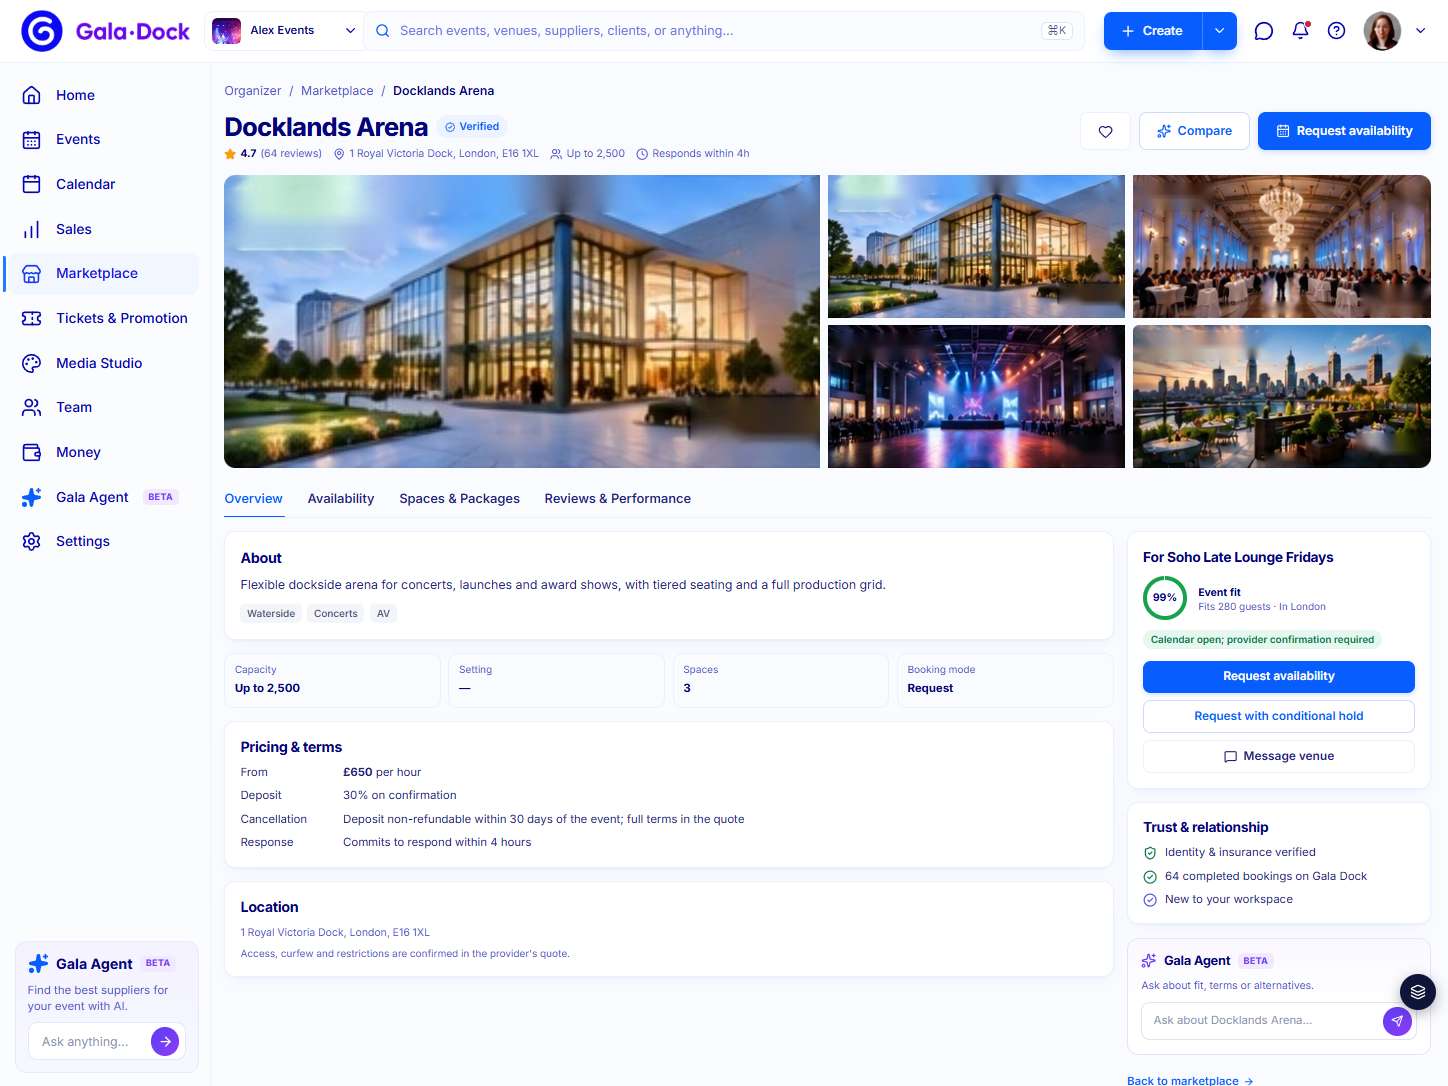 Gala·Dock
Alex Events
Search events, venues, suppliers, clients, or anything...
⌘K
Create
Home
Events
Calendar
Sales
Marketplace
Tickets & Promotion
Media Studio
Team
Money
Gala Agent BETA
Settings
Gala Agent BETA
Find the best suppliers for
your event with AI.
Ask anything...
Organizer / Marketplace / Docklands Arena
Docklands Arena Verified
4.7 (64 reviews) 1 Royal Victoria Dock, London, E16 1XL Up to 2,500 Responds within 4h
Compare
Request availability
Overview Availability Spaces & Packages Reviews & Performance
About
Flexible dockside arena for concerts, launches and award shows, with tiered seating and a full production grid.
Waterside Concerts AV
Capacity
Up to 2,500
Setting
—
Spaces
3
Booking mode
Request
Pricing & terms
From £650 per hour
Deposit 30% on confirmation
Cancellation Deposit non-refundable within 30 days of the event; full terms in the quote
Response Commits to respond within 4 hours
Location
1 Royal Victoria Dock, London, E16 1XL
Access, curfew and restrictions are confirmed in the provider's quote.
For Soho Late Lounge Fridays
99%
Event fit
Fits 280 guests · In London
Calendar open; provider confirmation required
Request availability
Request with conditional hold
Message venue
Trust & relationship
Identity & insurance verified
64 completed bookings on Gala Dock
New to your workspace
Gala Agent BETA
Ask about fit, terms or alternatives.
Ask about Docklands Arena...
Back to marketplace →